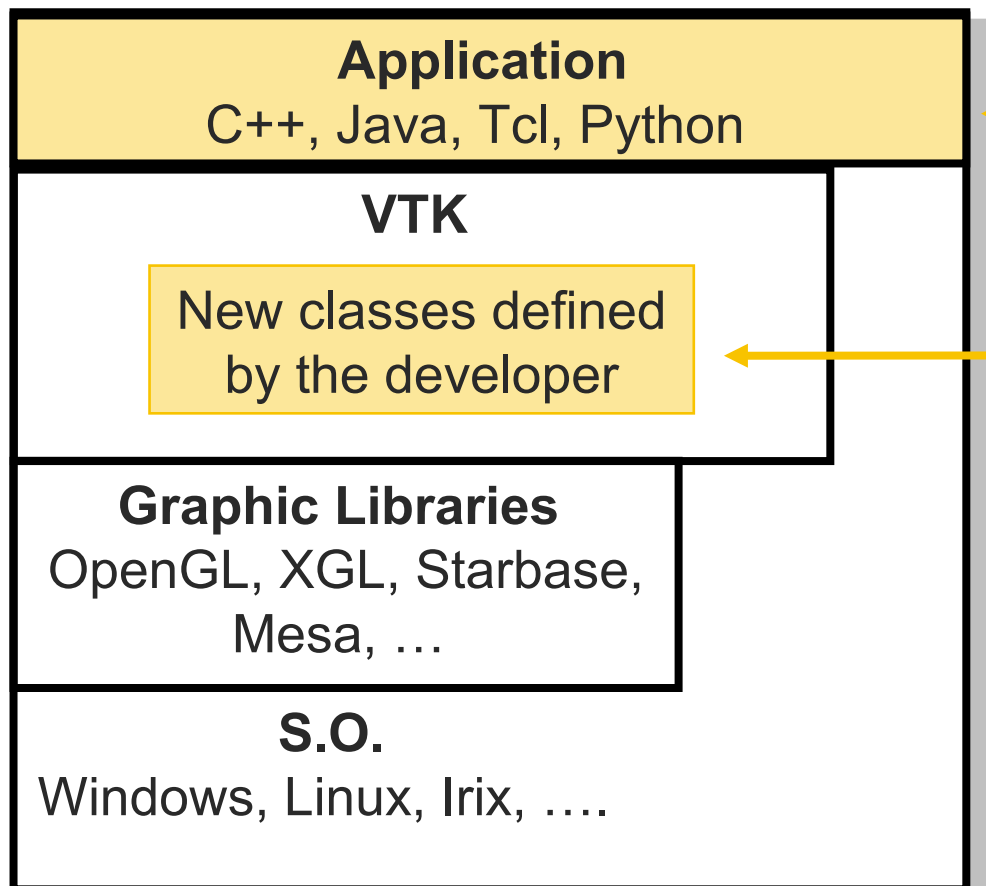 Application
C++, Java, Tcl, Python
VTK
New classes defined
by the developer
Graphic Libraries
OpenGL, XGL, Starbase,
Mesa, …
S.O.
Windows, Linux, Irix, ….